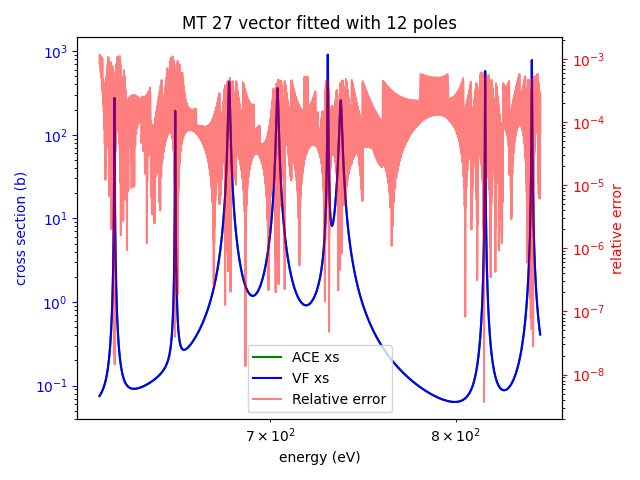 MT 27 vector fitted with 12 poles
10³
10²
10¹
10⁰
10⁻¹
cross section (b)
10⁻³
10⁻⁴
10⁻⁵
10⁻⁶
10⁻⁷
10⁻⁸
relative error
ACE xs
VF xs
Relative error
7 × 10²
8 × 10²
energy (eV)